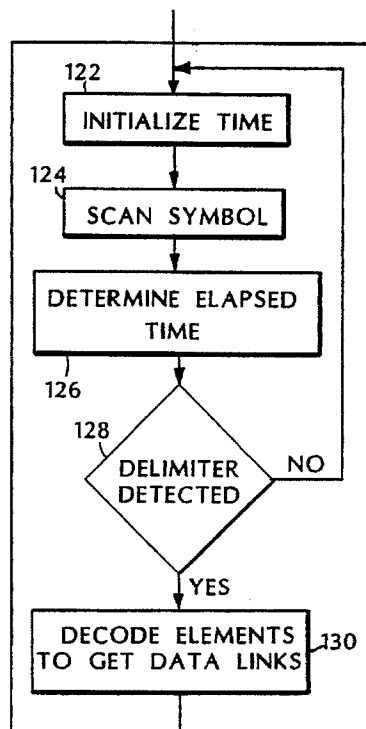 122
INITIALIZE TIME
124
SCAN SYMBOL
DETERMINE ELAPSED
TIME
126
128
DELIMITER
DETECTED
NO
YES
DECODE ELEMENTS
TO GET DATA LINKS
130